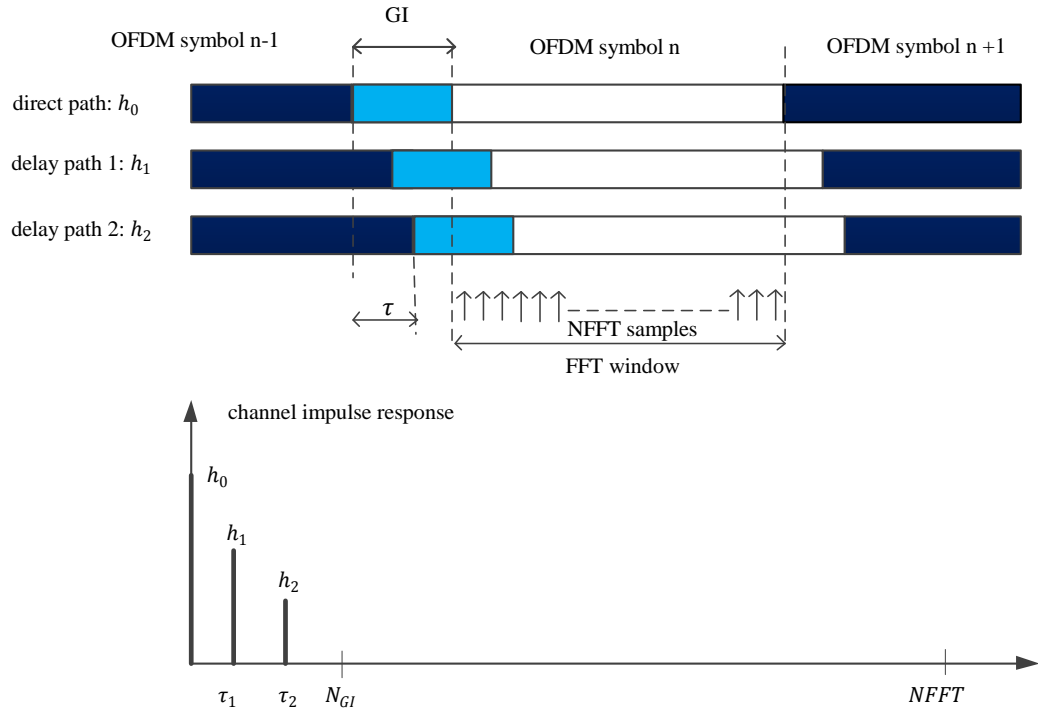 GI
OFDM symbol n-1
OFDM symbol n
OFDM symbol n +1
direct path: h₀
delay path 1: h₁
delay path 2: h₂
τ
NFFT samples
FFT window
channel impulse response
h₀
h₁
h₂
τ₁
τ₂
N_GI
NFFT